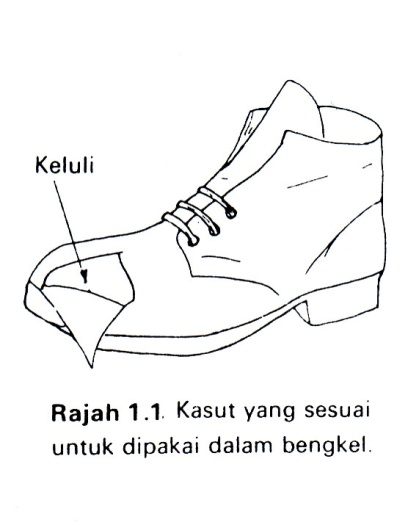 Keluli
Rajah 1.1. Kasut yang sesuai
untuk dipakai dalam bengkel.